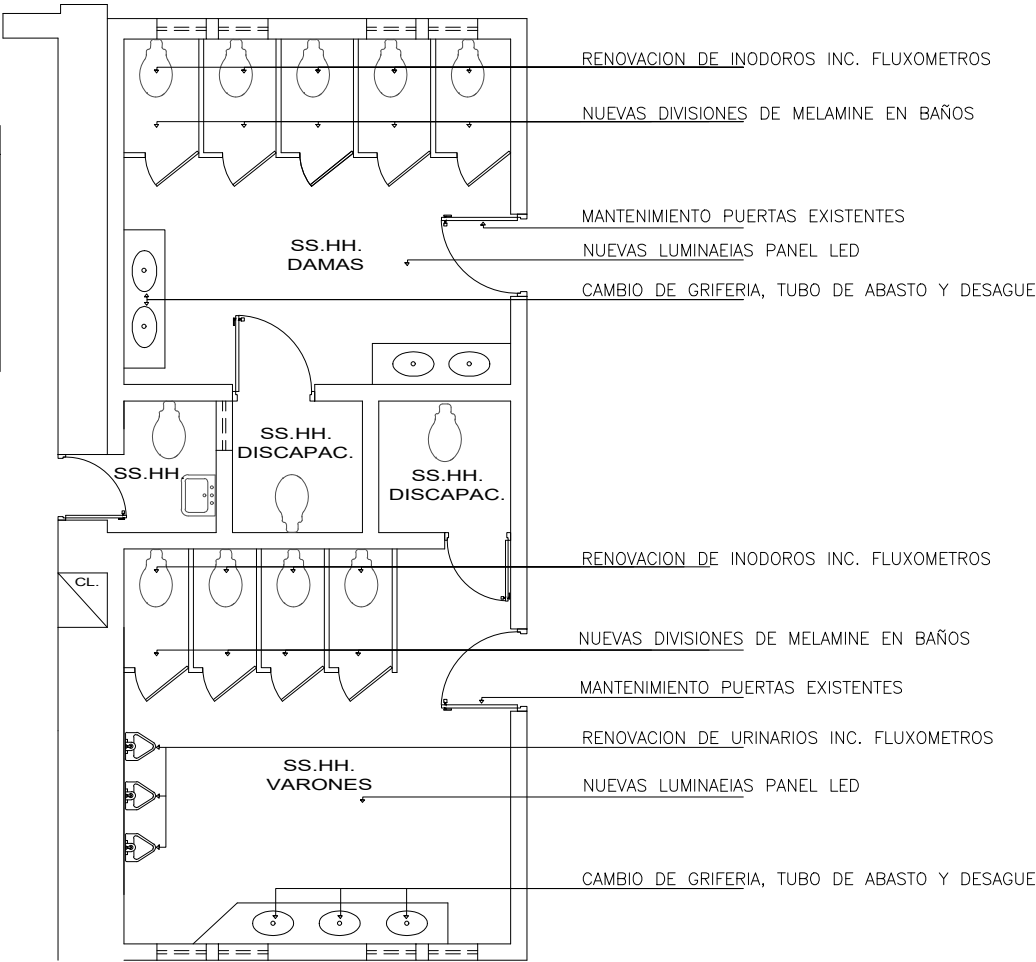 RENOVACION DE INODOROS INC. FLUXOMETROS
NUEVAS DIVISIONES DE MELAMINE EN BAÑOS
MANTENIMIENTO PUERTAS EXISTENTES
SS.HH.
DAMAS
NUEVAS LUMINAEIAS PANEL LED
CAMBIO DE GRIFERIA, TUBO DE ABASTO Y DESAGUE
SS.HH.
DISCAPAC.
SS.HH.
SS.HH.
DISCAPAC.
RENOVACION DE INODOROS INC. FLUXOMETROS
CL.
NUEVAS DIVISIONES DE MELAMINE EN BAÑOS
MANTENIMIENTO PUERTAS EXISTENTES
RENOVACION DE URINARIOS INC. FLUXOMETROS
SS.HH.
VARONES
NUEVAS LUMINAEIAS PANEL LED
CAMBIO DE GRIFERIA, TUBO DE ABASTO Y DESAGUE